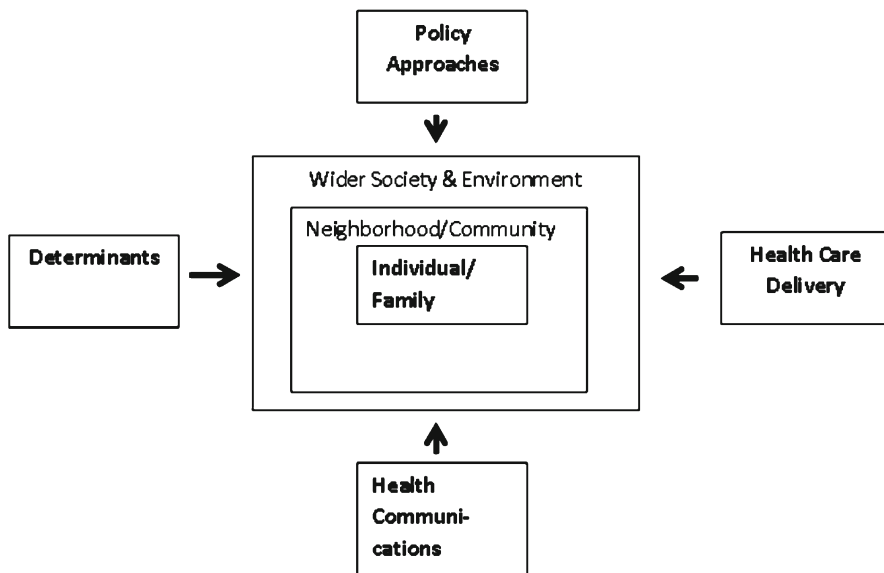 Policy
Approaches
Wider Society & Environment
Neighborhood/Community
Individual/
Family
Determinants
Health Care
Delivery
Health
Communi-
cations